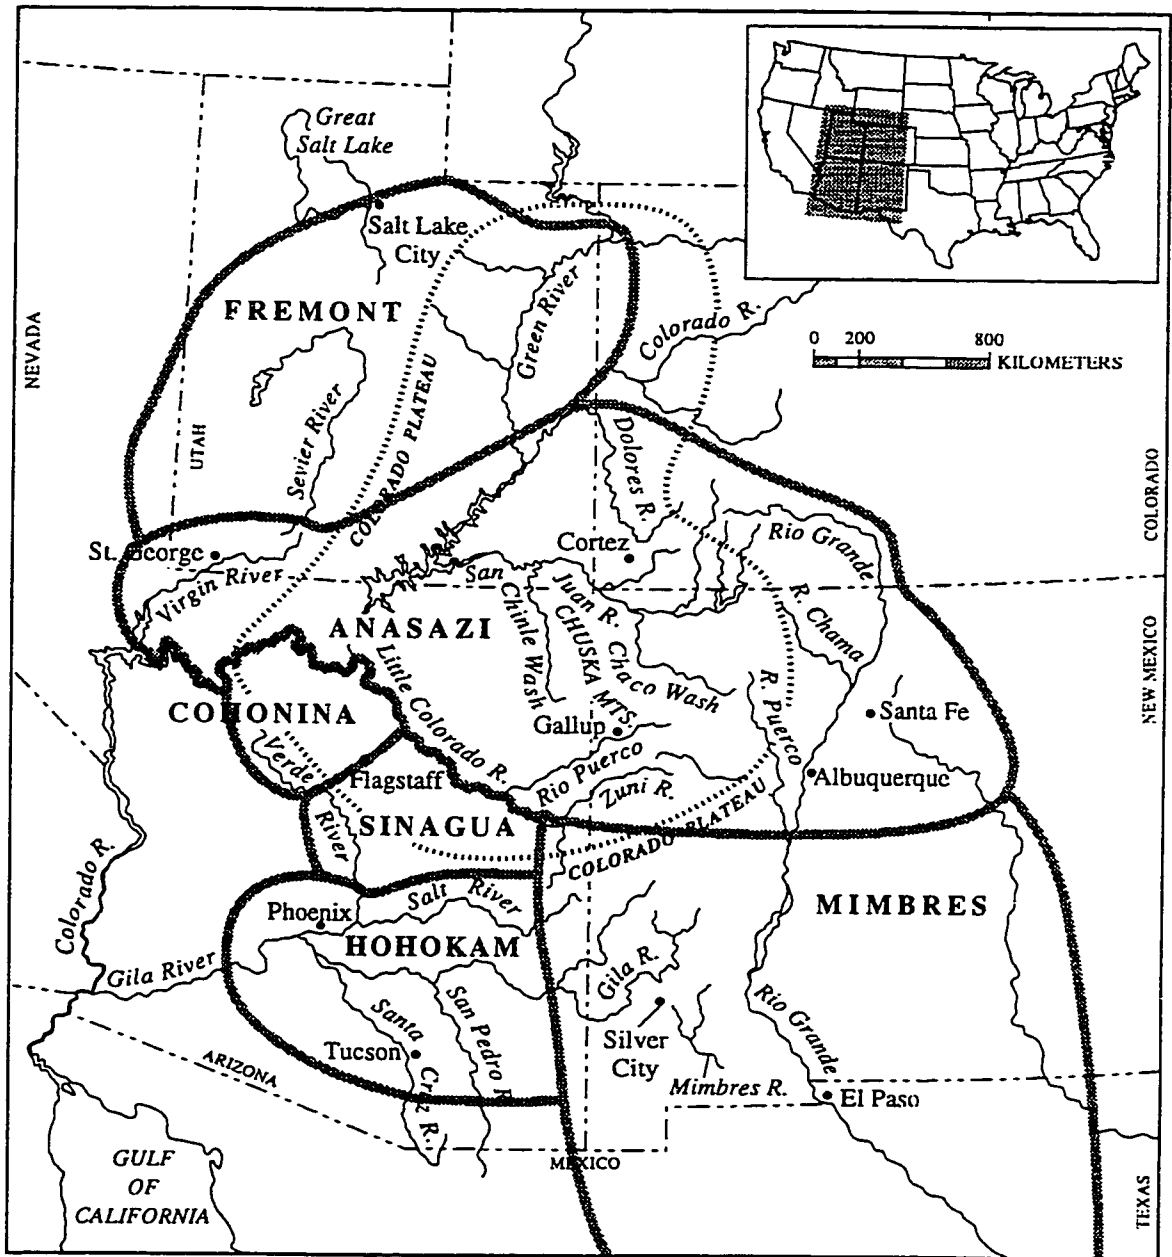 Great
Salt Lake
Salt Lake
City
FREMONT
Green River
Colorado R.
0 200 800
KILOMETERS
NEVADA
UTAH
Sevier River
COLORADO PLATEAU
Dolores R.
COLORADO
St. George
Virgin River
Cortez
Rio Grande
San
Juan R.
Chinle Wash
CHUSKA MTS.
Chaco Wash
R. Chama
ANASAZI
Little Colorado R.
R. Puerco
NEW MEXICO
COHONINA
Gallup
Santa Fe
Verde
River
Flagstaff
Rio Puerco
Zuni R.
Albuquerque
SINAGUA
COLORADO PLATEAU
MIMBRES
Colorado R.
Phoenix
Salt River
HOHOKAM
Gila River
Gila R.
Santa
Cruz R.
San Pedro R.
Rio Grande
Silver
City
Tucson
ARIZONA
Mimbres R.
El Paso
MEXICO
GULF
OF
CALIFORNIA
TEXAS